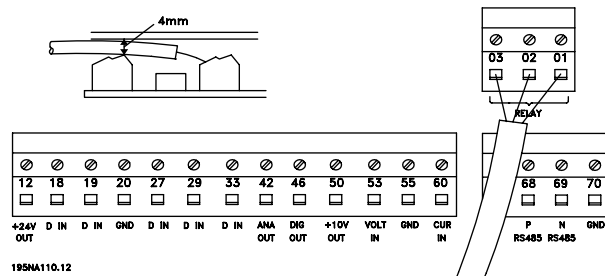 4mm
03 02 01
RELAY
12 18 19 20 27 29 33 42 46 50 53 55 60
68 69 70
+24V OUT D IN D IN GND D IN D IN D IN ANA OUT DIG OUT +10V OUT VOLT IN GND CUR IN
P RS485 N RS485 GND
195NA110.12